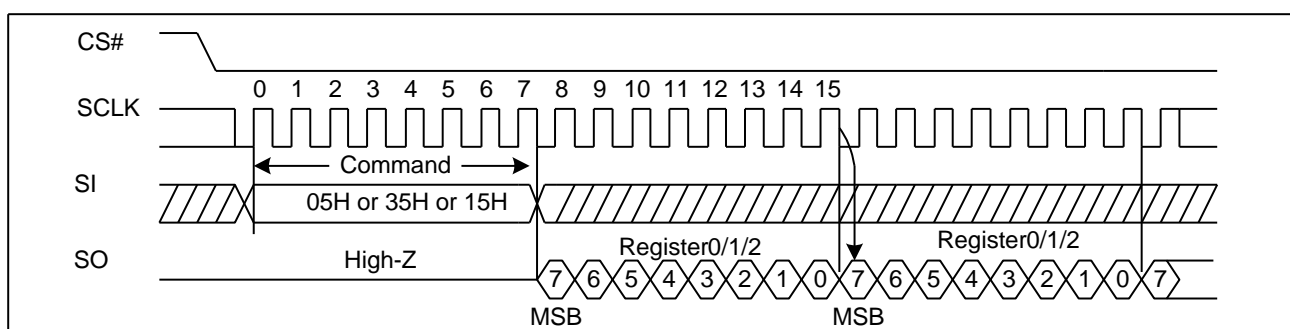 CS#
0 1 2 3 4 5 6 7 8 9 10 11 12 13 14 15
SCLK
Command
SI
05H or 35H or 15H
Register0/1/2 Register0/1/2
SO
High-Z
7 6 5 4 3 2 1 0 7 6 5 4 3 2 1 0 7
MSB MSB